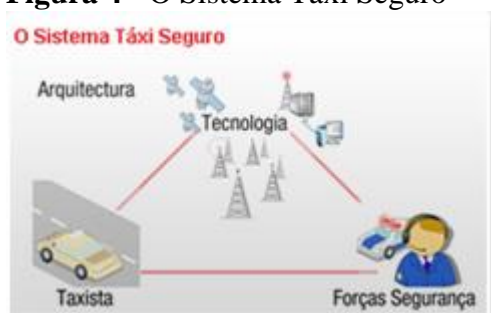 Figura 4 - O Sistema Táxi Seguro
O Sistema Táxi Seguro
Arquitectura
Tecnologia
Taxista
Forças Segurança